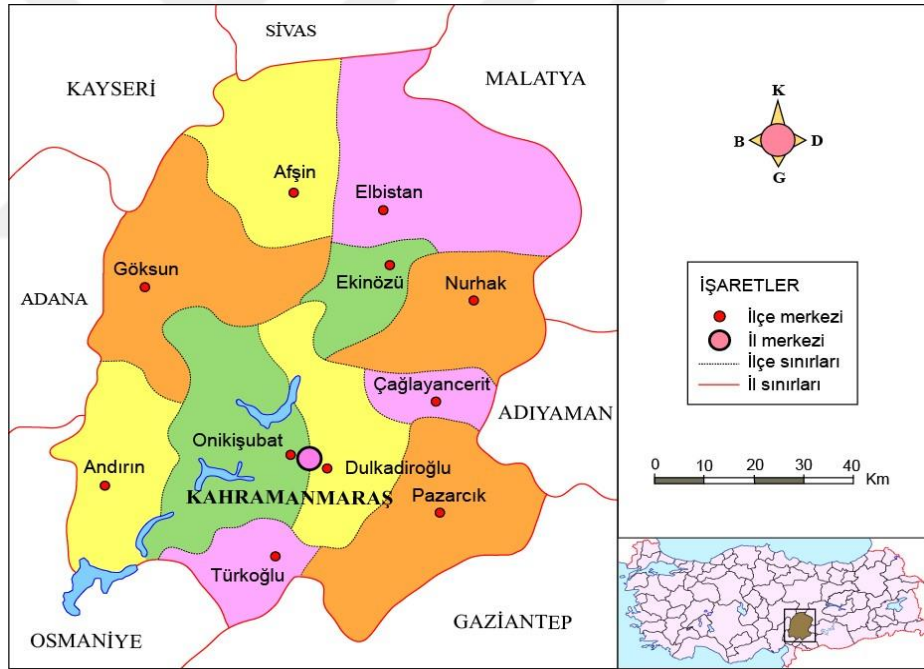 SİVAS
KAYSERİ
MALATYA
Afşin
Elbistan
Göksun
Ekinözü
Nurhak
ADANA
Çağlayancerit
ADIYAMAN
Onikişubat
Andırın
Dulkadiroğlu
KAHRAMANMARAŞ
Pazarcık
Türkoğlu
GAZİANTEP
OSMANİYE
K
B
D
G
İŞARETLER
İlçe merkezi
İl merkezi
İlçe sınırları
İl sınırları
0 10 20 30 40 Km